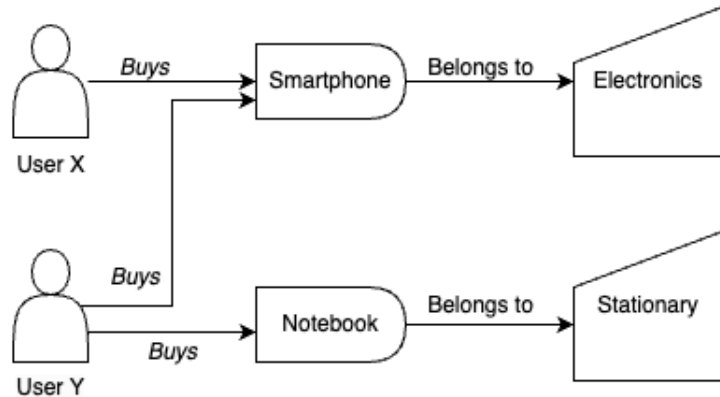 Buys
Smartphone
Belongs to
Electronics
User X
Buys
Notebook
Belongs to
Stationary
Buys
User Y